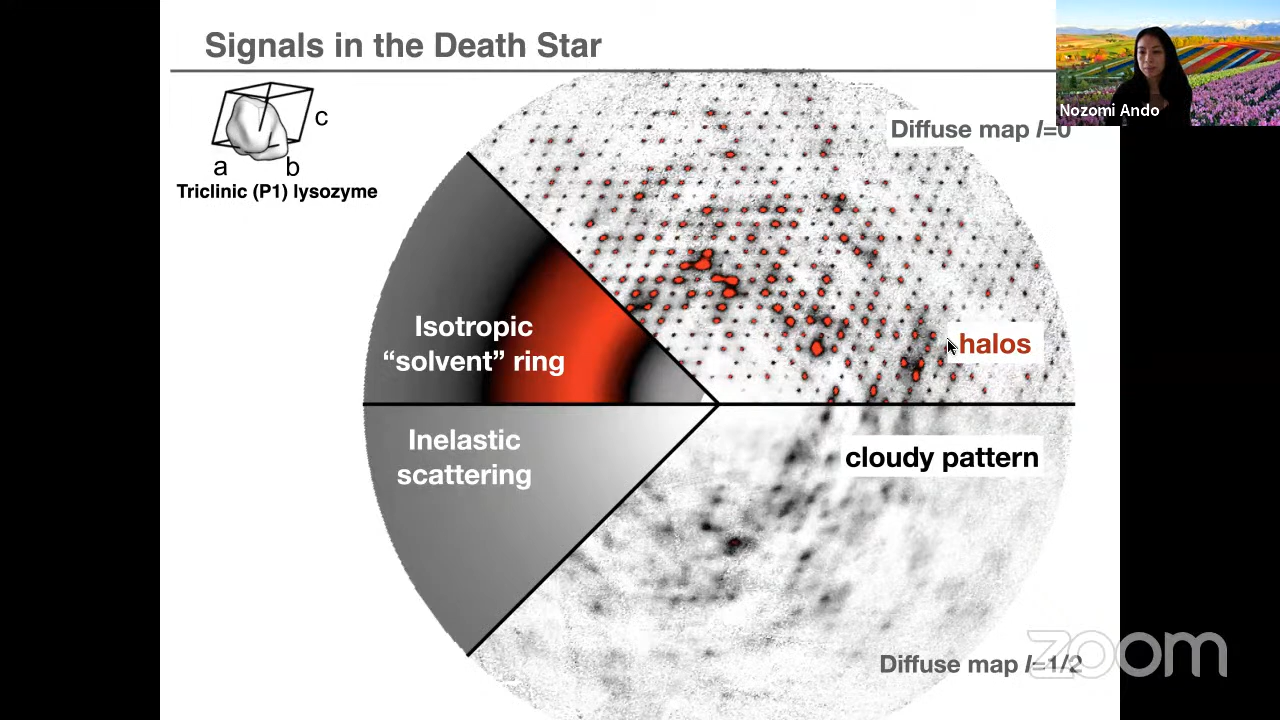 Signals in the Death Star
Nozomi Ando
c
a
b
Triclinic (P1) lysozyme
Diffuse map l=0
Isotropic
“solvent” ring
halos
Inelastic
scattering
cloudy pattern
Diffuse map l=1/2
zoom